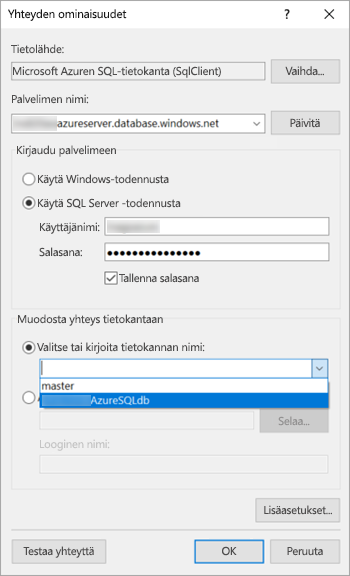 Yhteyden ominaisuudet ? ✕
Tietolähde:
Microsoft Azuren SQL-tietokanta (SqlClient) Vaihda...
Palvelimen nimi:
azureserver.database.windows.net Päivitä
Kirjaudu palvelimeen
Käytä Windows-todennusta
Käytä SQL Server -todennusta
Käyttäjänimi:
Salasana: ●●●●●●●●●●●●●●●
Tallenna salasana
Muodosta yhteys tietokantaan
Valitse tai kirjoita tietokannan nimi:
master
AzureSQLdb
Selaa...
Looginen nimi:
Lisäasetukset...
Testaa yhteyttä OK Peruuta